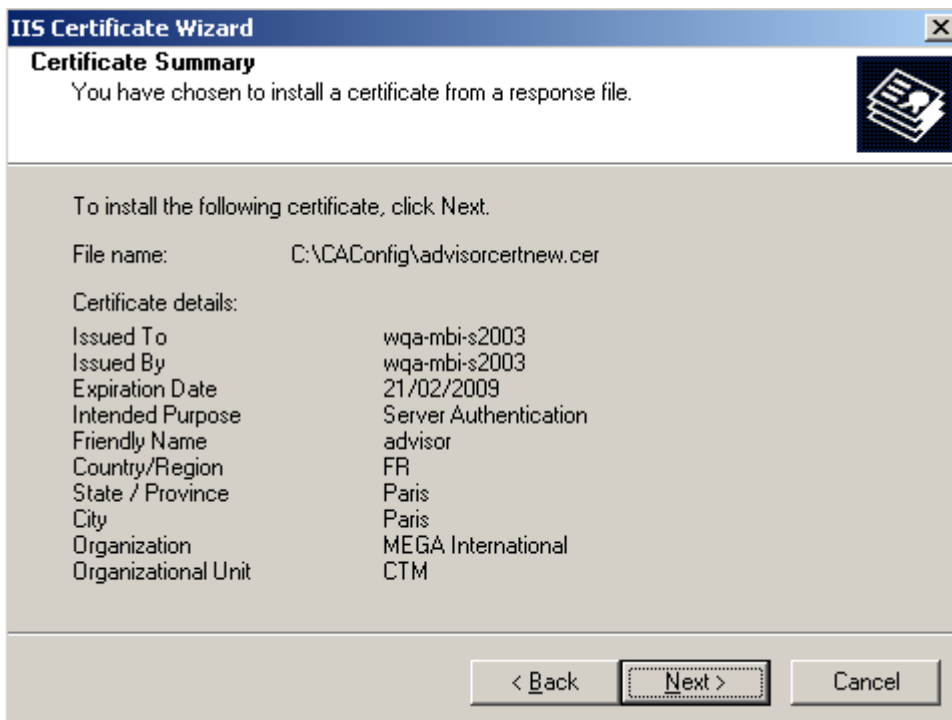 IIS Certificate Wizard
Certificate Summary
You have chosen to install a certificate from a response file.
To install the following certificate, click Next.
File name: C:\CAConfig\advisorcertnew.cer
Certificate details:
Issued To wqa-mbi-s2003
Issued By wqa-mbi-s2003
Expiration Date 21/02/2009
Intended Purpose Server Authentication
Friendly Name advisor
Country/Region FR
State / Province Paris
City Paris
Organization MEGA International
Organizational Unit CTM
< Back Next > Cancel